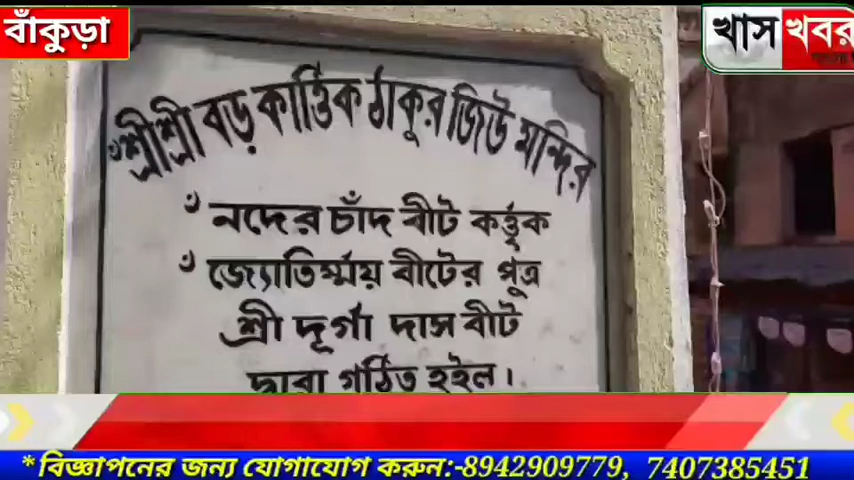 বাঁকুড়া
খাস খবর
শ্রীশ্রী বড় কার্ত্তিক ঠাকুর জিউ মন্দির
ঁনদের চাঁদ বীট কর্ত্তৃক
ঁজ্যোতির্ম্ময় বীটের পুত্র
শ্রী দূর্গা দাস বীট
দ্বারা গঠিত হইল।
*বিজ্ঞাপনের জন্য যোগাযোগ করুন:-8942909779, 7407385451